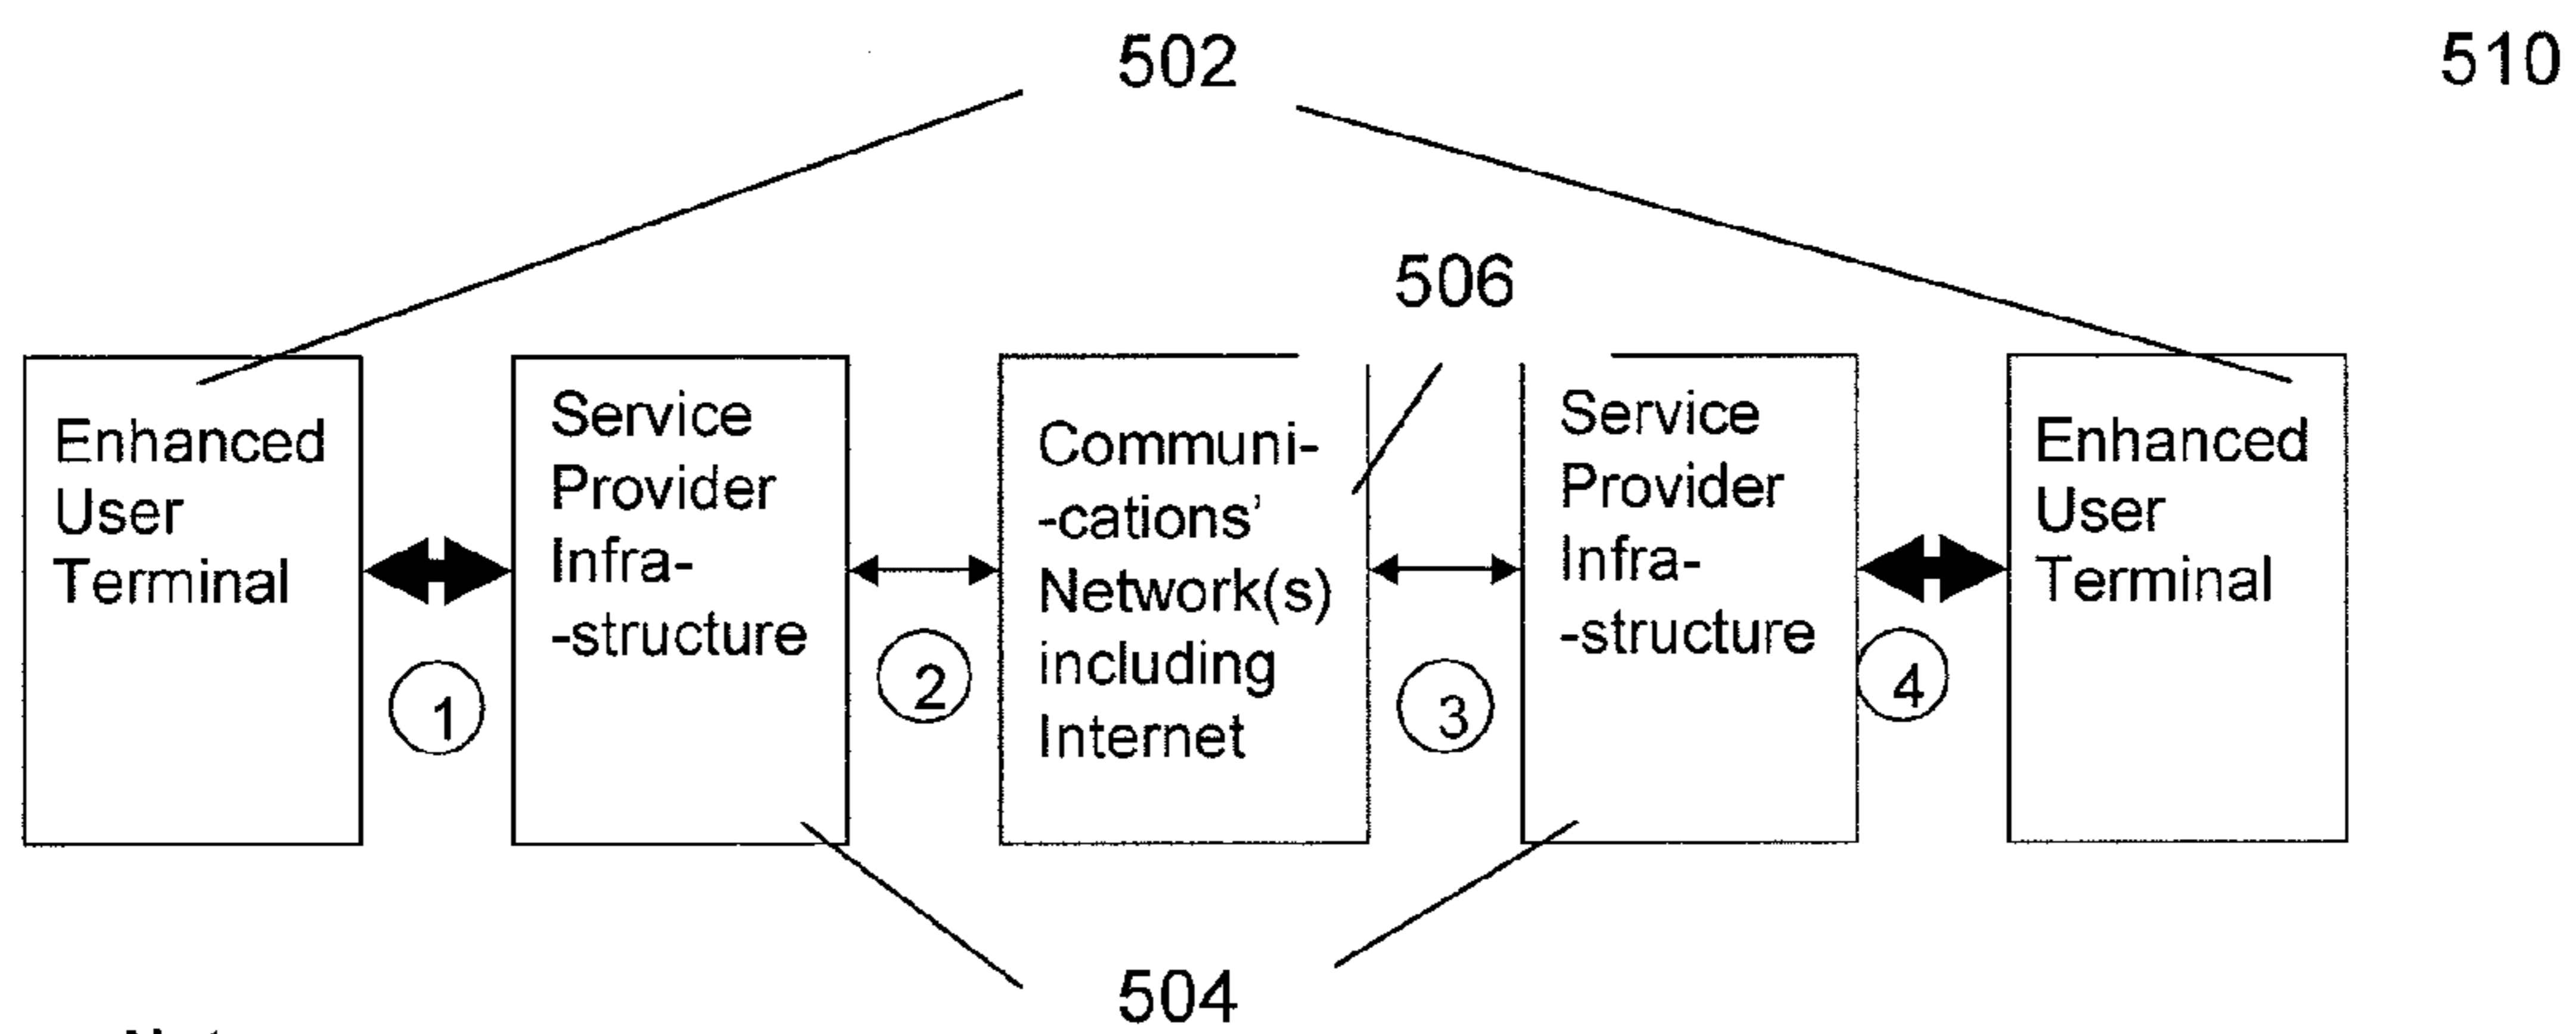 502
510
506
Enhanced
User
Terminal
Service
Provider
Infra-
-structure
Communi-
-cations'
Network(s)
including
Internet
Service
Provider
Infra-
-structure
Enhanced
User
Terminal
1
2
3
4
504